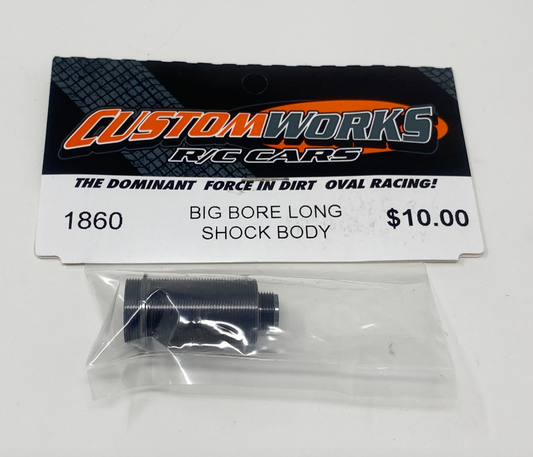 CUSTOMWORKS
R/C CARS
THE DOMINANT FORCE IN DIRT OVAL RACING!
1860 BIG BORE LONG $10.00
SHOCK BODY